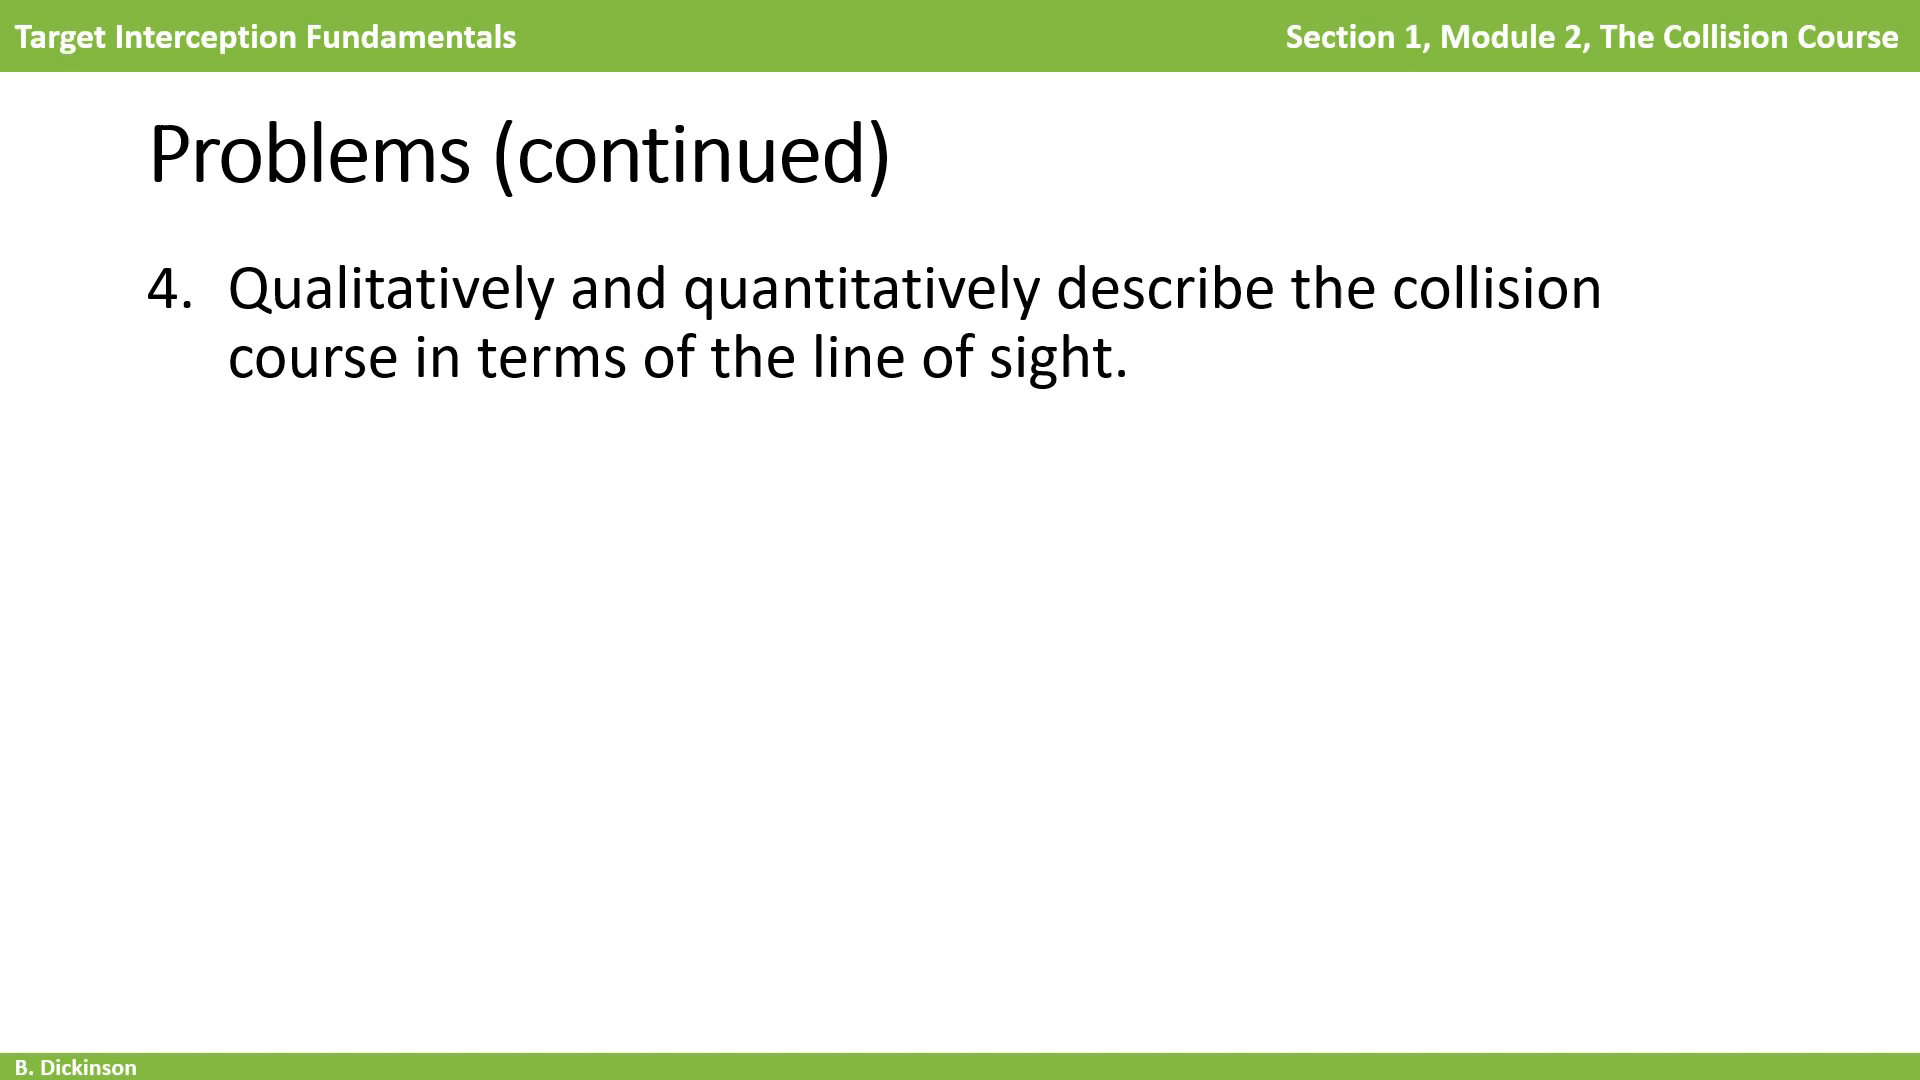 Target Interception Fundamentals
Section 1, Module 2, The Collision Course
Problems (continued)
4. Qualitatively and quantitatively describe the collision
course in terms of the line of sight.
B. Dickinson